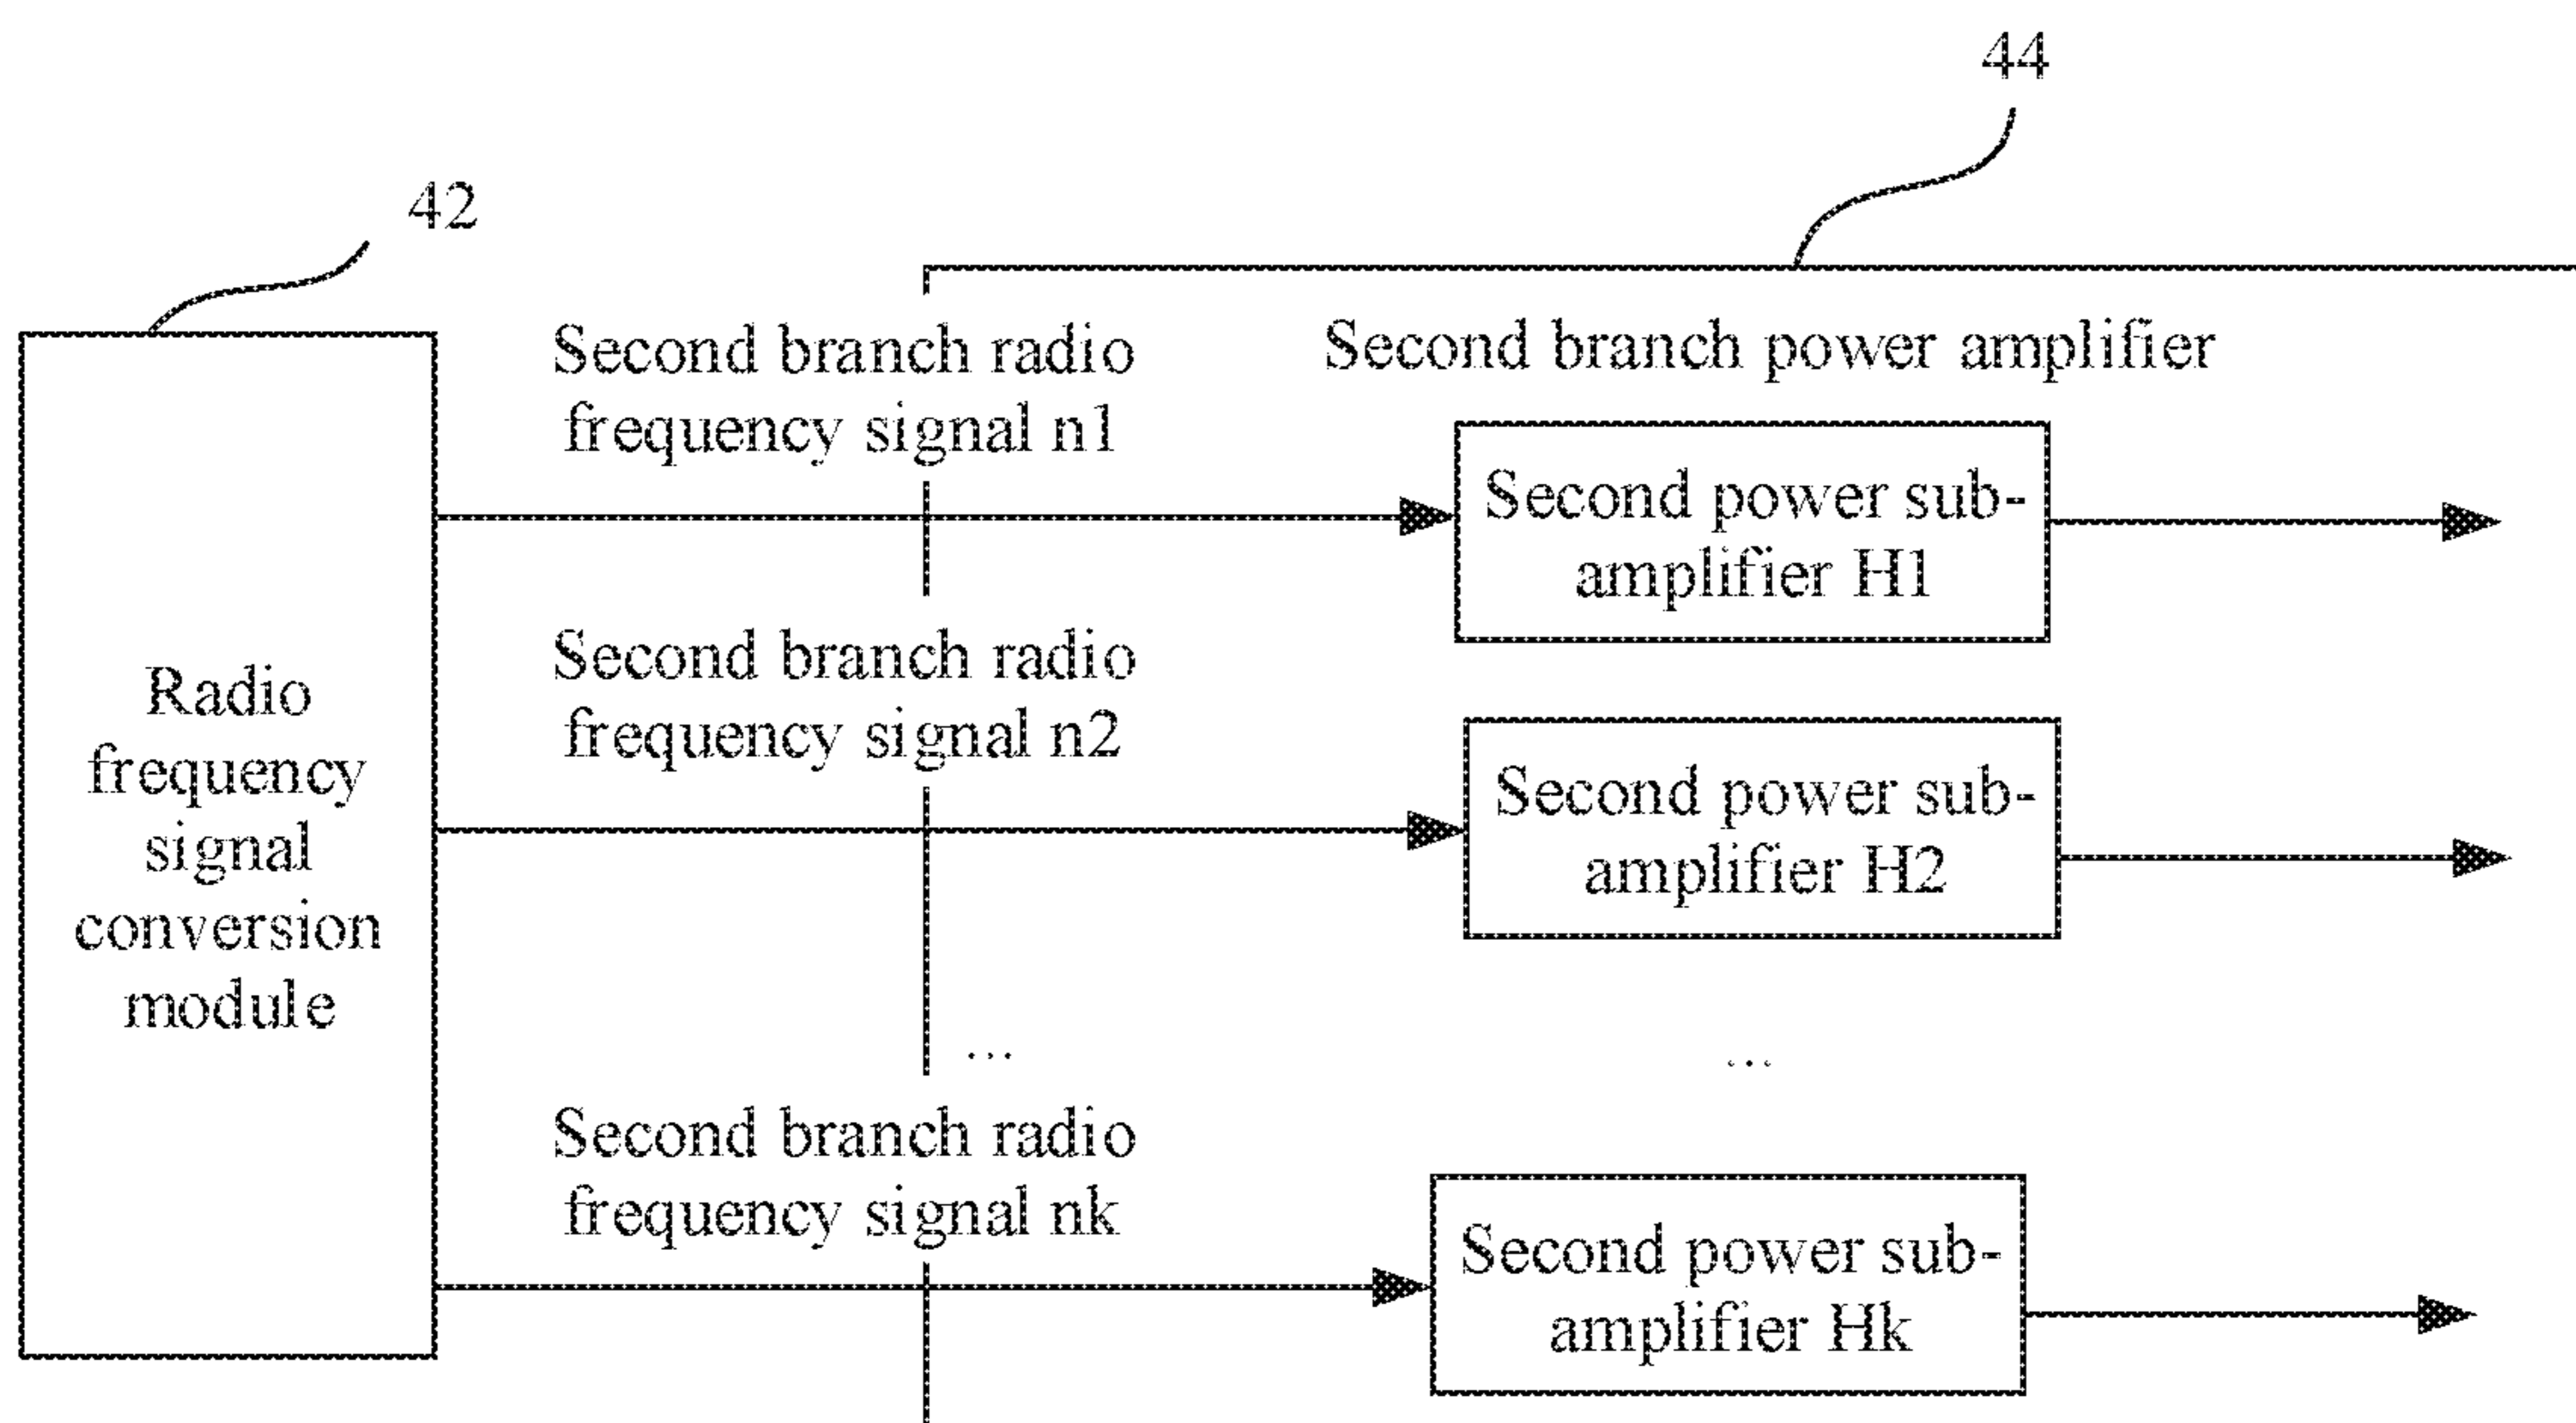 44
42
Second branch radio
frequency signal n1
Second branch power amplifier
Second power sub-
amplifier H1
Second branch radio
frequency signal n2
Second power sub-
amplifier H2
Radio
frequency
signal
conversion
module
...
...
Second branch radio
frequency signal nk
Second power sub-
amplifier Hk